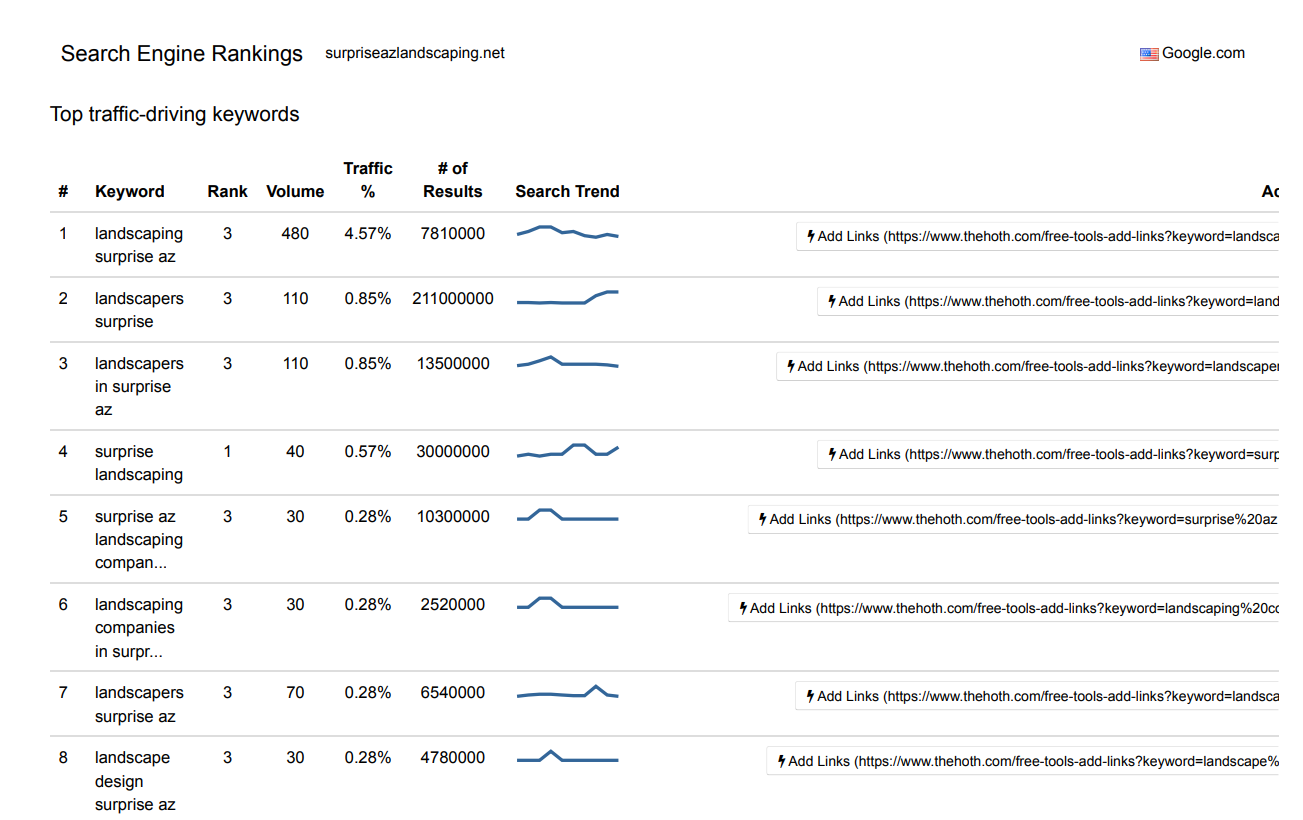 Search Engine Rankings surpriseazlandscaping.net Google.com
Top traffic-driving keywords
Traffic # of
# Keyword Rank Volume % Results Search Trend Ac
1 landscaping 3 480 4.57% 7810000 Add Links (https://www.thehoth.com/free-tools-add-links?keyword=landsca
surprise az
2 landscapers 3 110 0.85% 211000000 Add Links (https://www.thehoth.com/free-tools-add-links?keyword=land
surprise
3 landscapers 3 110 0.85% 13500000 Add Links (https://www.thehoth.com/free-tools-add-links?keyword=landscaper
in surprise
az
4 surprise 1 40 0.57% 30000000 Add Links (https://www.thehoth.com/free-tools-add-links?keyword=surp
landscaping
5 surprise az 3 30 0.28% 10300000 Add Links (https://www.thehoth.com/free-tools-add-links?keyword=surprise%20az
landscaping
compan...
6 landscaping 3 30 0.28% 2520000 Add Links (https://www.thehoth.com/free-tools-add-links?keyword=landscaping%20co
companies
in surpr...
7 landscapers 3 70 0.28% 6540000 Add Links (https://www.thehoth.com/free-tools-add-links?keyword=landsca
surprise az
8 landscape 3 30 0.28% 4780000 Add Links (https://www.thehoth.com/free-tools-add-links?keyword=landscape%
design
surprise az